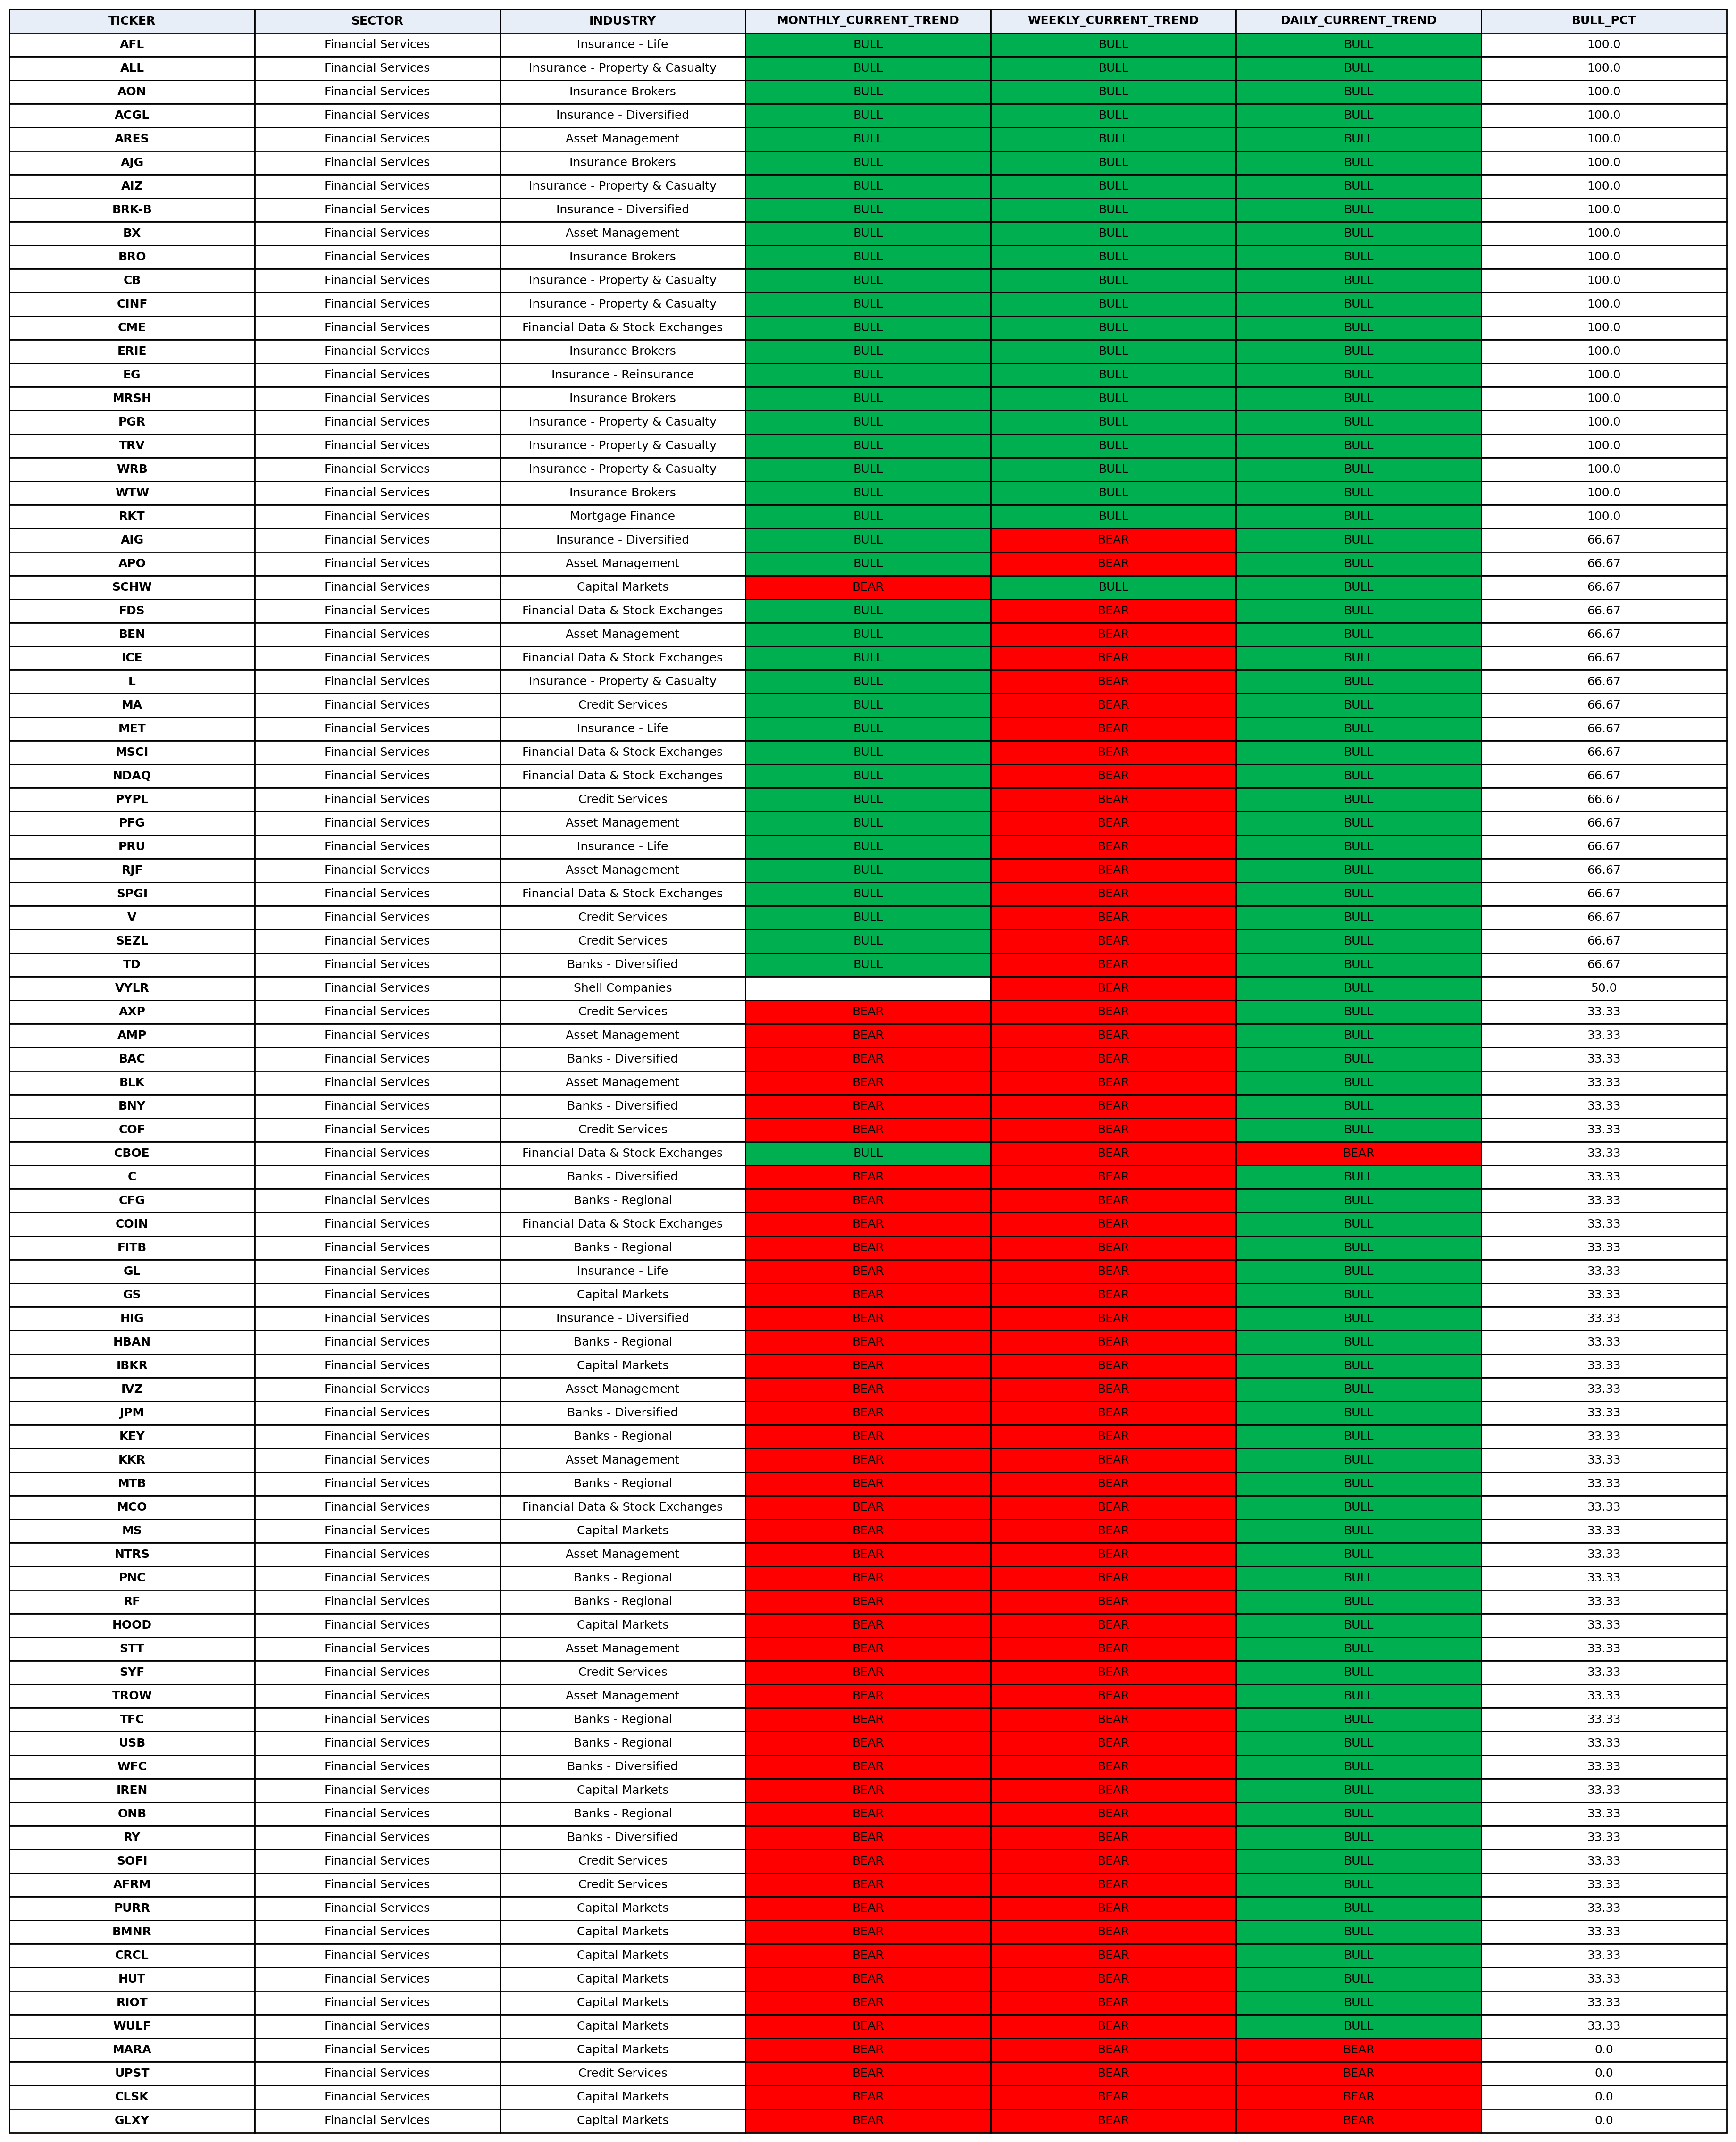 TICKER SECTOR INDUSTRY MONTHLY_CURRENT_TREND WEEKLY_CURRENT_TREND DAILY_CURRENT_TREND BULL_PCT
AFL Financial Services Insurance - Life BULL BULL BULL 100.0
ALL Financial Services Insurance - Property & Casualty BULL BULL BULL 100.0
AON Financial Services Insurance Brokers BULL BULL BULL 100.0
ACGL Financial Services Insurance - Diversified BULL BULL BULL 100.0
ARES Financial Services Asset Management BULL BULL BULL 100.0
AJG Financial Services Insurance Brokers BULL BULL BULL 100.0
AIZ Financial Services Insurance - Property & Casualty BULL BULL BULL 100.0
BRK-B Financial Services Insurance - Diversified BULL BULL BULL 100.0
BX Financial Services Asset Management BULL BULL BULL 100.0
BRO Financial Services Insurance Brokers BULL BULL BULL 100.0
CB Financial Services Insurance - Property & Casualty BULL BULL BULL 100.0
CINF Financial Services Insurance - Property & Casualty BULL BULL BULL 100.0
CME Financial Services Financial Data & Stock Exchanges BULL BULL BULL 100.0
ERIE Financial Services Insurance Brokers BULL BULL BULL 100.0
EG Financial Services Insurance - Reinsurance BULL BULL BULL 100.0
MRSH Financial Services Insurance Brokers BULL BULL BULL 100.0
PGR Financial Services Insurance - Property & Casualty BULL BULL BULL 100.0
TRV Financial Services Insurance - Property & Casualty BULL BULL BULL 100.0
WRB Financial Services Insurance - Property & Casualty BULL BULL BULL 100.0
WTW Financial Services Insurance Brokers BULL BULL BULL 100.0
RKT Financial Services Mortgage Finance BULL BULL BULL 100.0
AIG Financial Services Insurance - Diversified BULL BEAR BULL 66.67
APO Financial Services Asset Management BULL BEAR BULL 66.67
SCHW Financial Services Capital Markets BEAR BULL BULL 66.67
FDS Financial Services Financial Data & Stock Exchanges BULL BEAR BULL 66.67
BEN Financial Services Asset Management BULL BEAR BULL 66.67
ICE Financial Services Financial Data & Stock Exchanges BULL BEAR BULL 66.67
L Financial Services Insurance - Property & Casualty BULL BEAR BULL 66.67
MA Financial Services Credit Services BULL BEAR BULL 66.67
MET Financial Services Insurance - Life BULL BEAR BULL 66.67
MSCI Financial Services Financial Data & Stock Exchanges BULL BEAR BULL 66.67
NDAQ Financial Services Financial Data & Stock Exchanges BULL BEAR BULL 66.67
PYPL Financial Services Credit Services BULL BEAR BULL 66.67
PFG Financial Services Asset Management BULL BEAR BULL 66.67
PRU Financial Services Insurance - Life BULL BEAR BULL 66.67
RJF Financial Services Asset Management BULL BEAR BULL 66.67
SPGI Financial Services Financial Data & Stock Exchanges BULL BEAR BULL 66.67
V Financial Services Credit Services BULL BEAR BULL 66.67
SEZL Financial Services Credit Services BULL BEAR BULL 66.67
TD Financial Services Banks - Diversified BULL BEAR BULL 66.67
VYLR Financial Services Shell Companies BEAR BULL 50.0
AXP Financial Services Credit Services BEAR BEAR BULL 33.33
AMP Financial Services Asset Management BEAR BEAR BULL 33.33
BAC Financial Services Banks - Diversified BEAR BEAR BULL 33.33
BLK Financial Services Asset Management BEAR BEAR BULL 33.33
BNY Financial Services Banks - Diversified BEAR BEAR BULL 33.33
COF Financial Services Credit Services BEAR BEAR BULL 33.33
CBOE Financial Services Financial Data & Stock Exchanges BULL BEAR BEAR 33.33
C Financial Services Banks - Diversified BEAR BEAR BULL 33.33
CFG Financial Services Banks - Regional BEAR BEAR BULL 33.33
COIN Financial Services Financial Data & Stock Exchanges BEAR BEAR BULL 33.33
FITB Financial Services Banks - Regional BEAR BEAR BULL 33.33
GL Financial Services Insurance - Life BEAR BEAR BULL 33.33
GS Financial Services Capital Markets BEAR BEAR BULL 33.33
HIG Financial Services Insurance - Diversified BEAR BEAR BULL 33.33
HBAN Financial Services Banks - Regional BEAR BEAR BULL 33.33
IBKR Financial Services Capital Markets BEAR BEAR BULL 33.33
IVZ Financial Services Asset Management BEAR BEAR BULL 33.33
JPM Financial Services Banks - Diversified BEAR BEAR BULL 33.33
KEY Financial Services Banks - Regional BEAR BEAR BULL 33.33
KKR Financial Services Asset Management BEAR BEAR BULL 33.33
MTB Financial Services Banks - Regional BEAR BEAR BULL 33.33
MCO Financial Services Financial Data & Stock Exchanges BEAR BEAR BULL 33.33
MS Financial Services Capital Markets BEAR BEAR BULL 33.33
NTRS Financial Services Asset Management BEAR BEAR BULL 33.33
PNC Financial Services Banks - Regional BEAR BEAR BULL 33.33
RF Financial Services Banks - Regional BEAR BEAR BULL 33.33
HOOD Financial Services Capital Markets BEAR BEAR BULL 33.33
STT Financial Services Asset Management BEAR BEAR BULL 33.33
SYF Financial Services Credit Services BEAR BEAR BULL 33.33
TROW Financial Services Asset Management BEAR BEAR BULL 33.33
TFC Financial Services Banks - Regional BEAR BEAR BULL 33.33
USB Financial Services Banks - Regional BEAR BEAR BULL 33.33
WFC Financial Services Banks - Diversified BEAR BEAR BULL 33.33
IREN Financial Services Capital Markets BEAR BEAR BULL 33.33
ONB Financial Services Banks - Regional BEAR BEAR BULL 33.33
RY Financial Services Banks - Diversified BEAR BEAR BULL 33.33
SOFI Financial Services Credit Services BEAR BEAR BULL 33.33
AFRM Financial Services Credit Services BEAR BEAR BULL 33.33
PURR Financial Services Capital Markets BEAR BEAR BULL 33.33
BMNR Financial Services Capital Markets BEAR BEAR BULL 33.33
CRCL Financial Services Capital Markets BEAR BEAR BULL 33.33
HUT Financial Services Capital Markets BEAR BEAR BULL 33.33
RIOT Financial Services Capital Markets BEAR BEAR BULL 33.33
WULF Financial Services Capital Markets BEAR BEAR BULL 33.33
MARA Financial Services Capital Markets BEAR BEAR BEAR 0.0
UPST Financial Services Credit Services BEAR BEAR BEAR 0.0
CLSK Financial Services Capital Markets BEAR BEAR BEAR 0.0
GLXY Financial Services Capital Markets BEAR BEAR BEAR 0.0